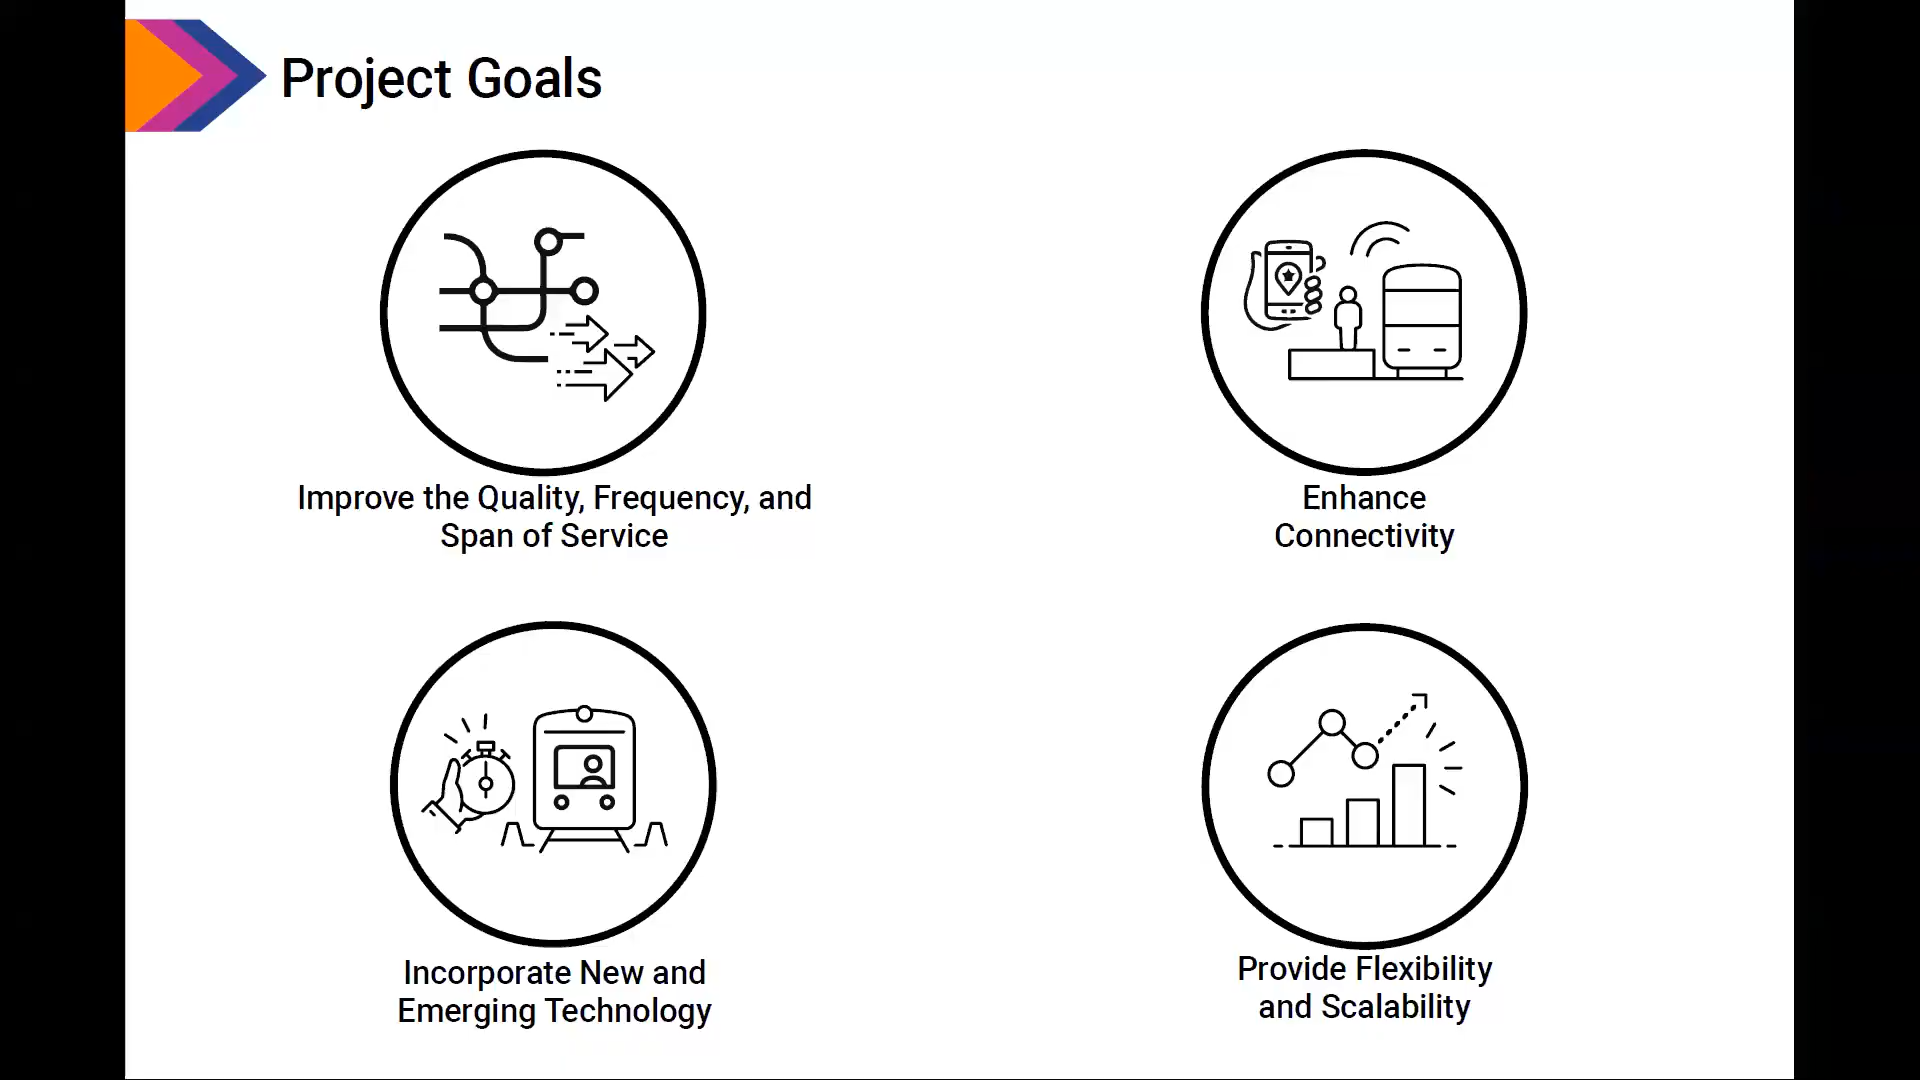 Project Goals
Improve the Quality, Frequency, and
Span of Service
Enhance
Connectivity
Incorporate New and
Emerging Technology
Provide Flexibility
and Scalability